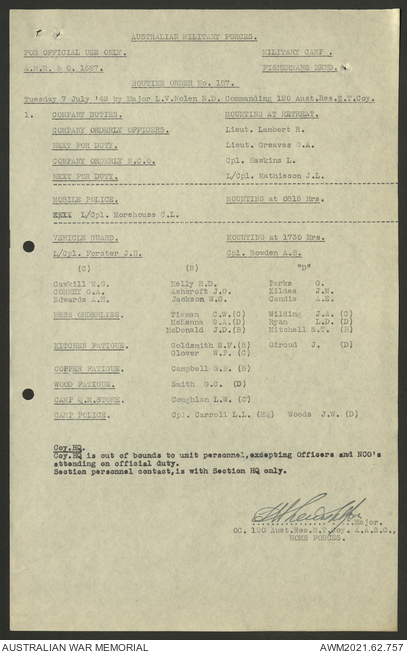 AUSTRALIAN MILITARY FORCES.
FOR OFFICIAL USE ONLY. MILITARY CAMP.
A.M.R. & O. 1527. FISHERMANS BEND.
ROUTINE ORDER No. 187.
Tuesday 7 July '42 by Major L.V.Nolen E.D. Commanding 120 Aust.Res.M.T.Coy.
1. COMPANY DUTIES. MOUNTING AT RETREAT.
COMPANY ORDERLY OFFICERS. Lieut. Lambert R.
NEXT FOR DUTY. Lieut. Greaves G.A.
COMPANY ORDERLY N.C.O. Cpl. Hawkins L.
NEXT FOR DUTY. L/Cpl. Mathieson J.L.
MOBILE POLICE. MOUNTING at 0815 Hrs.
L/Cpl. Morehouse C.L.
VEHICLE GUARD. MOUNTING at 1730 Hrs.
L/Cpl. Forster J.H. Cpl. Bowden A.S.
(C) (B) "D"
Cawkill W.G. Kelly R.D. Parks G.
A. Ashcroft J.G. Kildea J.M.
Edwards A.H. Jackson W.G. Candie A.E.
MESS ORDERLIES. C.W.(C) Wilding J.A. (C)
McKenna G.A.(D) Ryan L.D. (D)
McDonald J.D.(B) Mitchell S.T. (B)
KITCHEN FATIGUE. Goldsmith S.F.(B) Giroud J. (D)
Glover W.P. (C)
COPPER FATIGUE. Campbell G.H. (B)
WOOD FATIGUE. Smith G.C. (D)
CAMP Q.M.STORE. Coughlan L.W. (C)
CAMP POLICE. Cpl. Carroll L.L. (HQ) Woods J.W. (D)
Coy.HQ.
Coy.HQ is out of bounds to unit personnel,excepting Officers and NCO's
attending on official duty.
Section personnel contact,is with Section HQ only.
Major.
OC. 120 Aust.Res.M.T.Coy. A.A.S.C.,
HOME FORCES.
AUSTRALIAN WAR MEMORIAL AWM2021.62.757